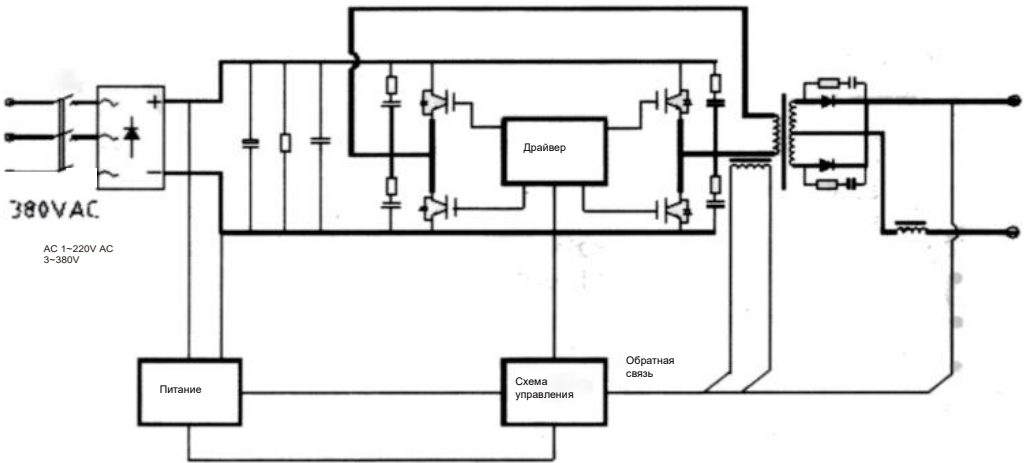 Драйвер
380VAC
AC 1~220V AC
3~380V
Обратная
связь
Питание
Схема
управления